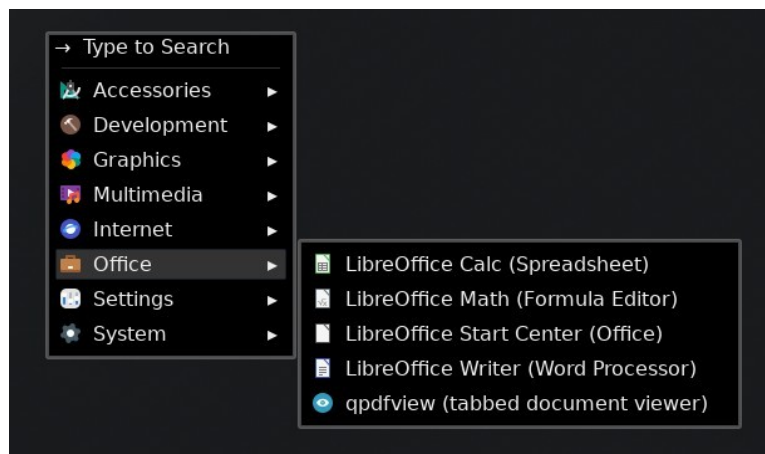 → Type to Search
Accessories ▸
Development ▸
Graphics ▸
Multimedia ▸
Internet ▸
Office ▸
Settings ▸
System ▸
LibreOffice Calc (Spreadsheet)
LibreOffice Math (Formula Editor)
LibreOffice Start Center (Office)
LibreOffice Writer (Word Processor)
qpdfview (tabbed document viewer)